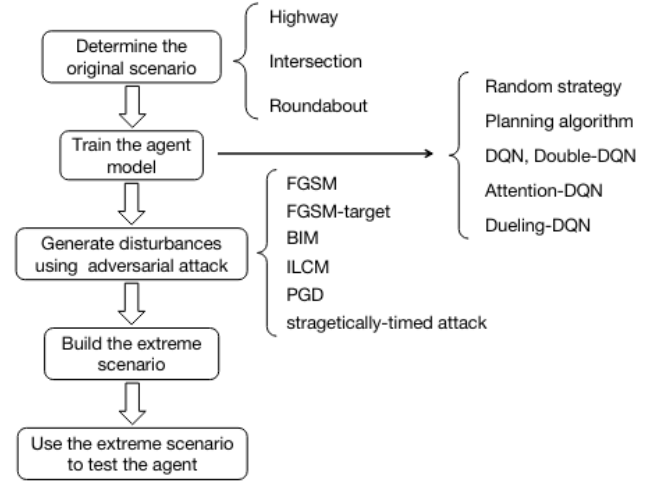 Determine the
original scenario
Highway
Intersection
Roundabout
Train the agent
model
Random strategy
Planning algorithm
DQN, Double-DQN
Attention-DQN
Dueling-DQN
Generate disturbances
using adversarial attack
FGSM
FGSM-target
BIM
ILCM
PGD
stragetically-timed attack
Build the extreme
scenario
Use the extreme scenario
to test the agent